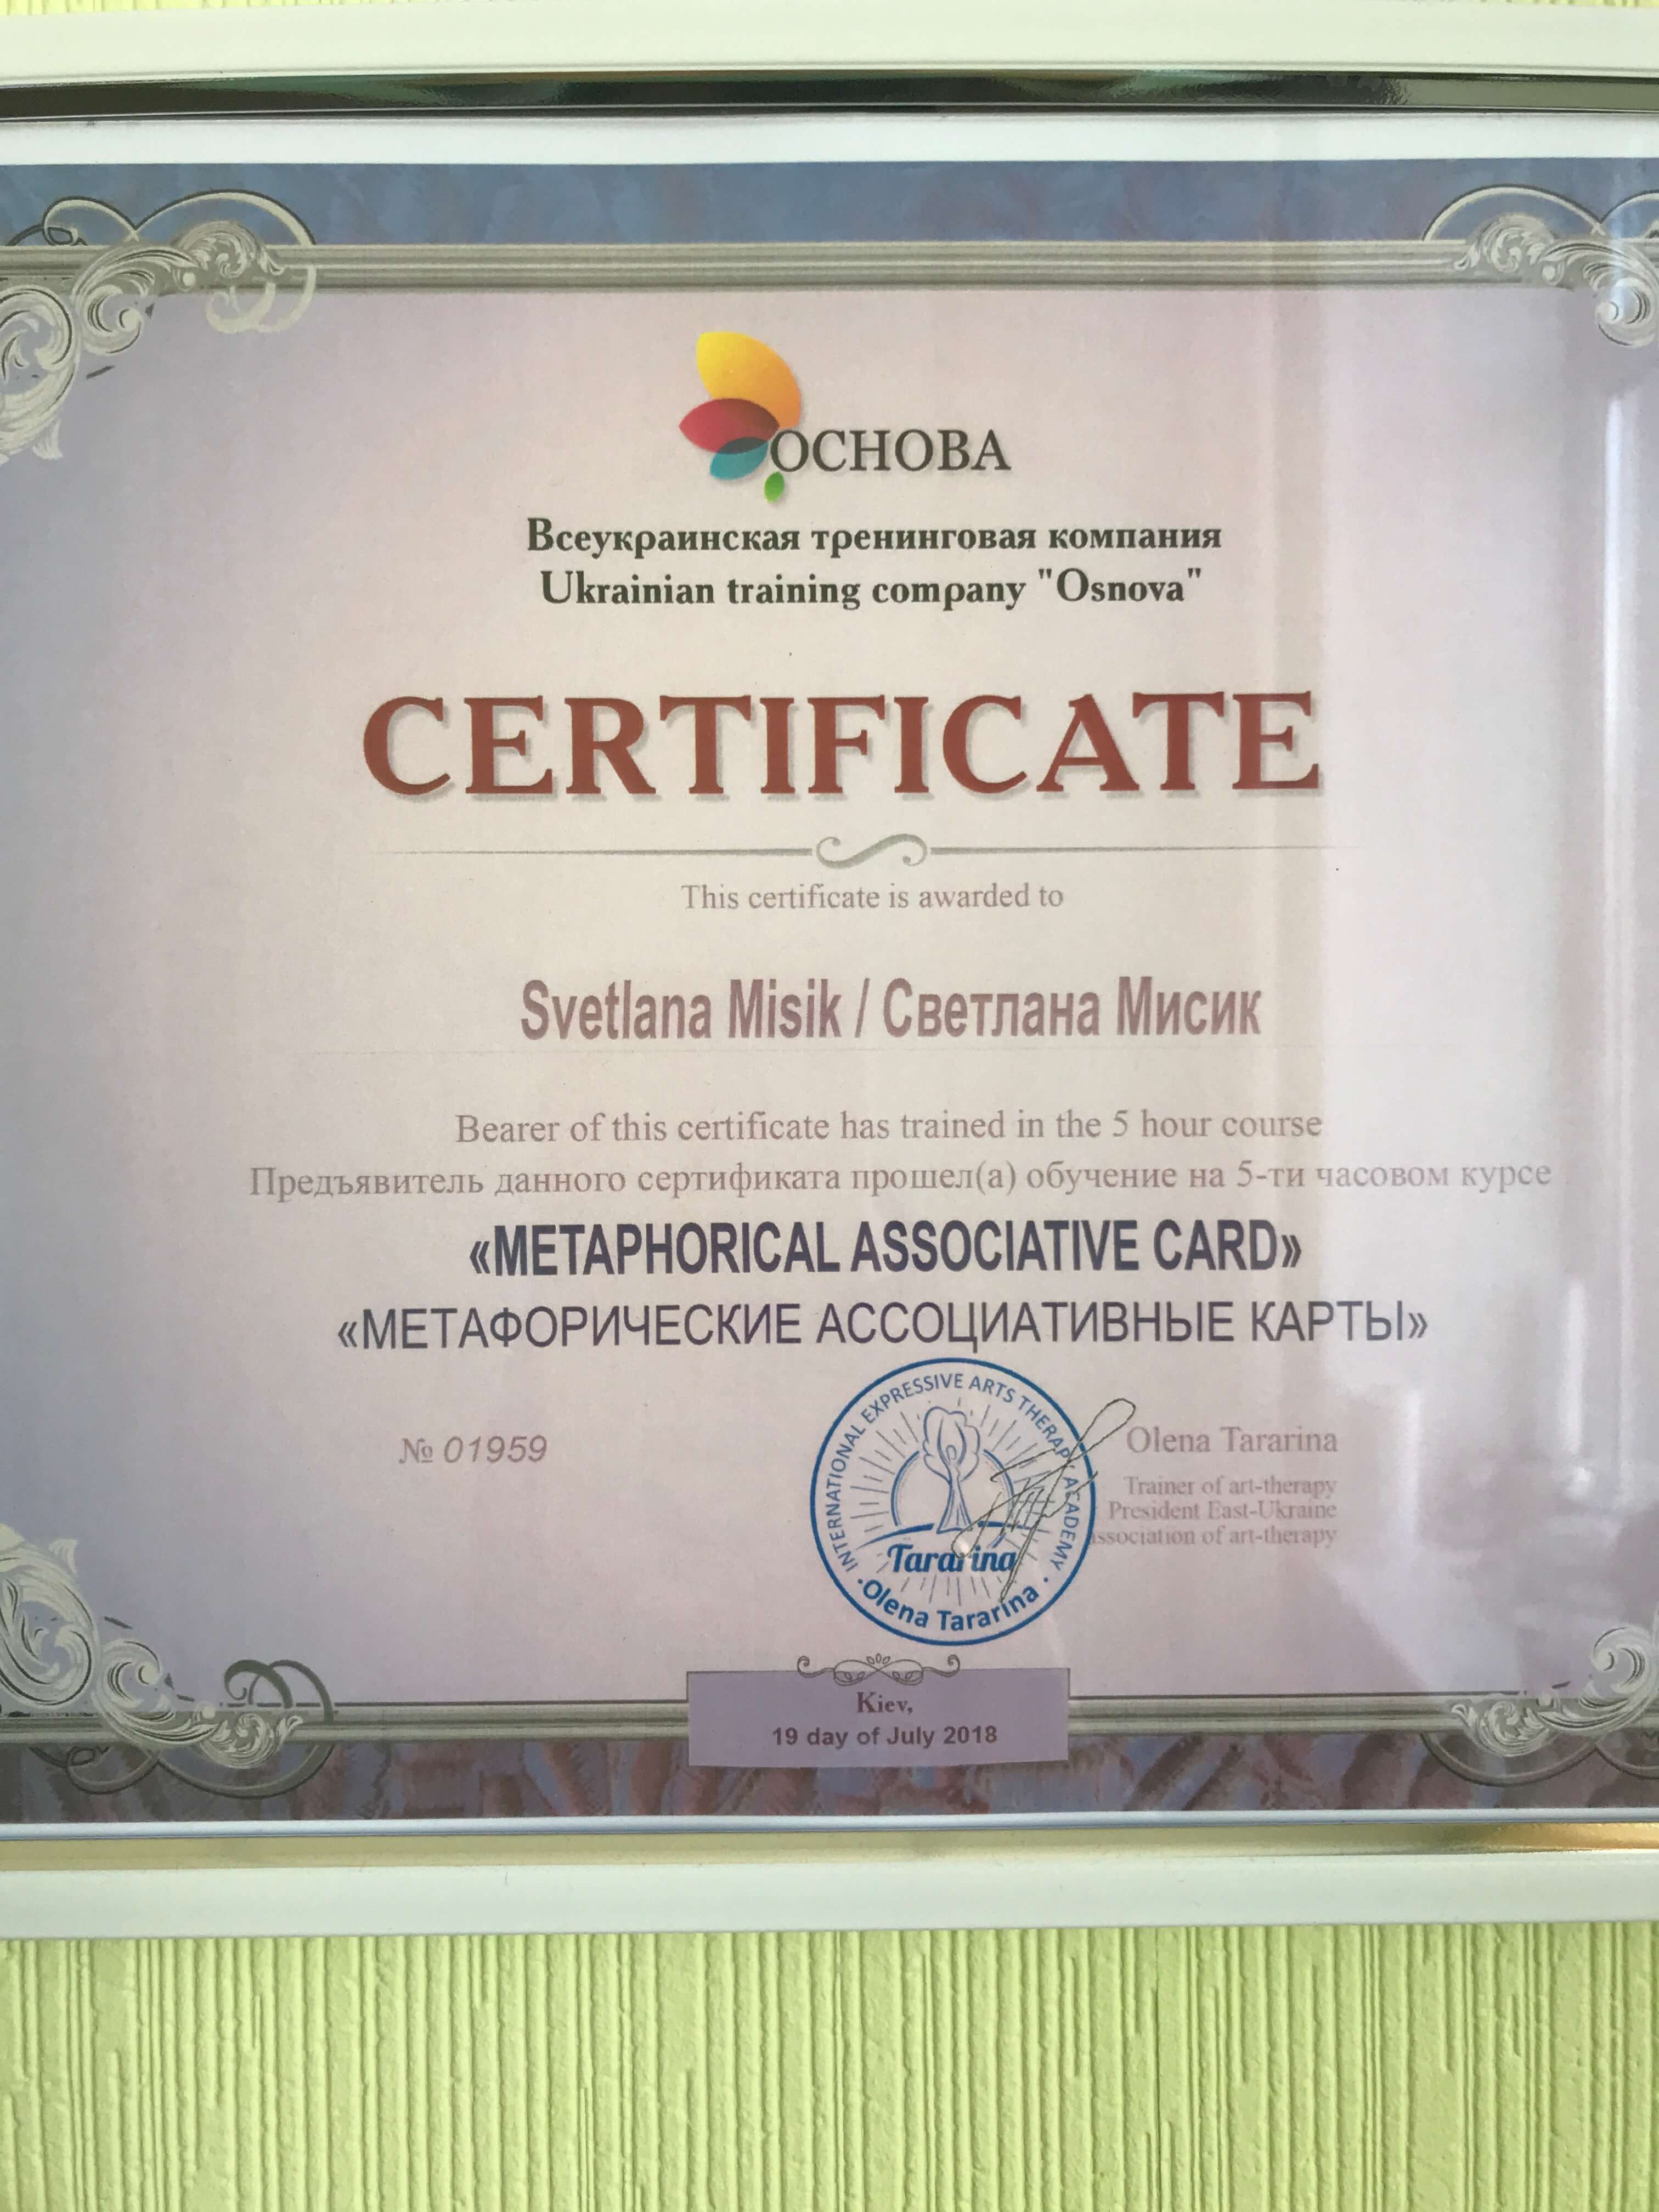 ОСНОВА
Всеукраинская тренинговая компания
Ukrainian training company "Osnova"
CERTIFICATE
This certificate is awarded to
Svetlana Misik / Светлана Мисик
Bearer of this certificate has trained in the 5 hour course
Предъявитель данного сертификата прошел(а) обучение на 5-ти часовом курсе
«METAPHORICAL ASSOCIATIVE CARD»
«МЕТАФОРИЧЕСКИЕ АССОЦИАТИВНЫЕ КАРТЫ»
№ 01959
INTERNATIONAL EXPRESSIVE ARTS THERAPY ACADEMY
Tararina
Olena Tararina
Olena Tararina
Trainer of art-therapy
President East-Ukraine
ssociation of art-therapy
Kiev,
19 day of July 2018